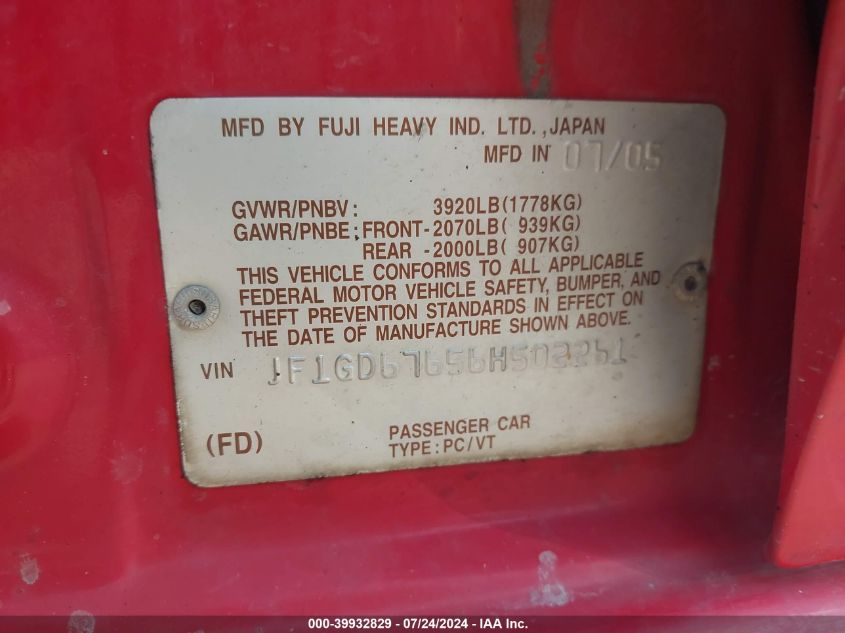 MFD BY FUJI HEAVY IND. LTD. ,JAPAN
MFD IN 07/05
GVWR/PNBV : 3920LB(1778KG)
GAWR/PNBE : FRONT-2070LB( 939KG)
REAR -2000LB( 907KG)
THIS VEHICLE CONFORMS TO ALL APPLICABLE
FEDERAL MOTOR VEHICLE SAFETY, BUMPER, AND
THEFT PREVENTION STANDARDS IN EFFECT ON
THE DATE OF MANUFACTURE SHOWN ABOVE.
VIN JF1GD67656H502261
(FD) PASSENGER CAR
TYPE : PC/VT
000-39932829 - 07/24/2024 - IAA Inc.